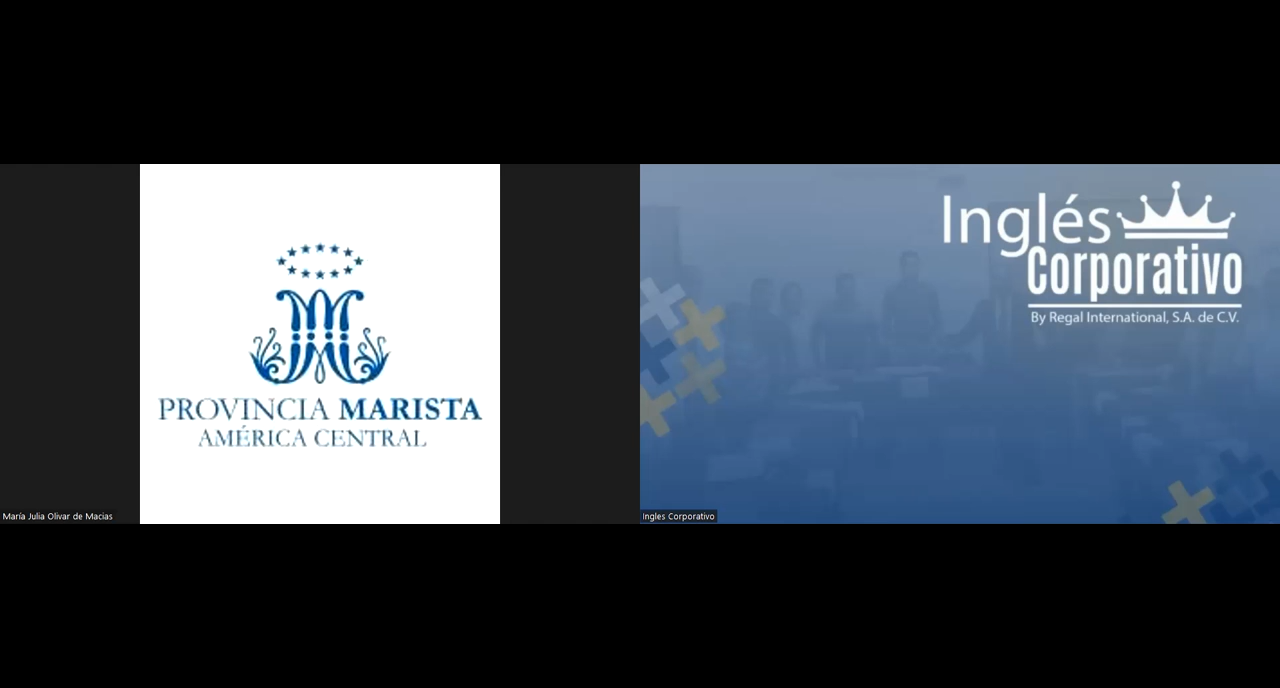 PROVINCIA MARISTA
AMÉRICA CENTRAL
María Julia Olivar de Macias
Inglés
Corporativo
By Regal International, S.A. de C.V.
Ingles Corporativo